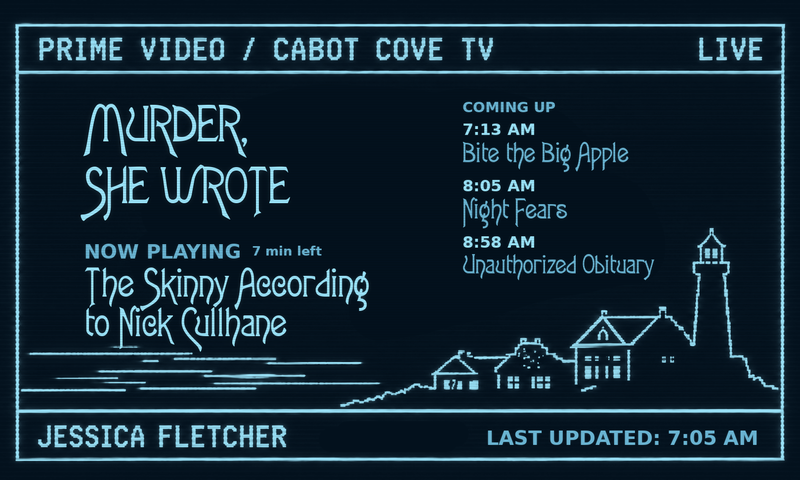 PRIME VIDEO / CABOT COVE TV
LIVE
MURDER,
SHE WROTE
NOW PLAYING 7 min left
The Skinny According
to Nick Cullhane
COMING UP
7:13 AM
Bite the Big Apple
8:05 AM
Night Fears
8:58 AM
Unauthorized Obituary
JESSICA FLETCHER
LAST UPDATED: 7:05 AM